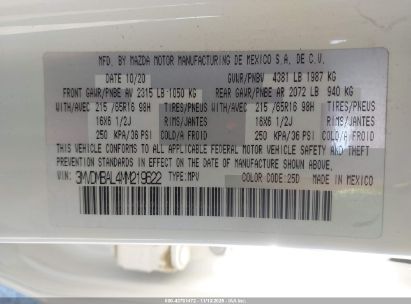 MFD. BY MAZDA MOTOR MANUFACTURING DE MEXICO S.A. DE C.V.
10/20 GVWR/PNBV 4381 LB 1987 KG
FRONT GAWR/PNBE AV 2315 LB 1050 KG REAR GAWR/PNBE AR 2072 LB 940 KG
WITH/AVEC 215 /65R16 98H TIRES/PNEUS WITH/AVEC 215 /65R16 98H TIRES/PNEUS
16X6 1/2J RIMS/JANTES 16X6 1/2J RIMS/JANTES
250 KPA/36 PSI COLD/A FROID 250 KPA/36 PSI COLD/A FROID
THIS VEHICLE CONFORMS TO ALL APPLICABLE FEDERAL MOTOR VEHICLE SAFETY AND THEFT
PREVENTION STANDARDS IN EFFECT ON THE DATE OF MANUFACTURE SHOWN ABOVE.
VIN: 3MVDMBAL4MM219622 TYPE:MPV COLOR CODE:25D MADE IN MEXICO